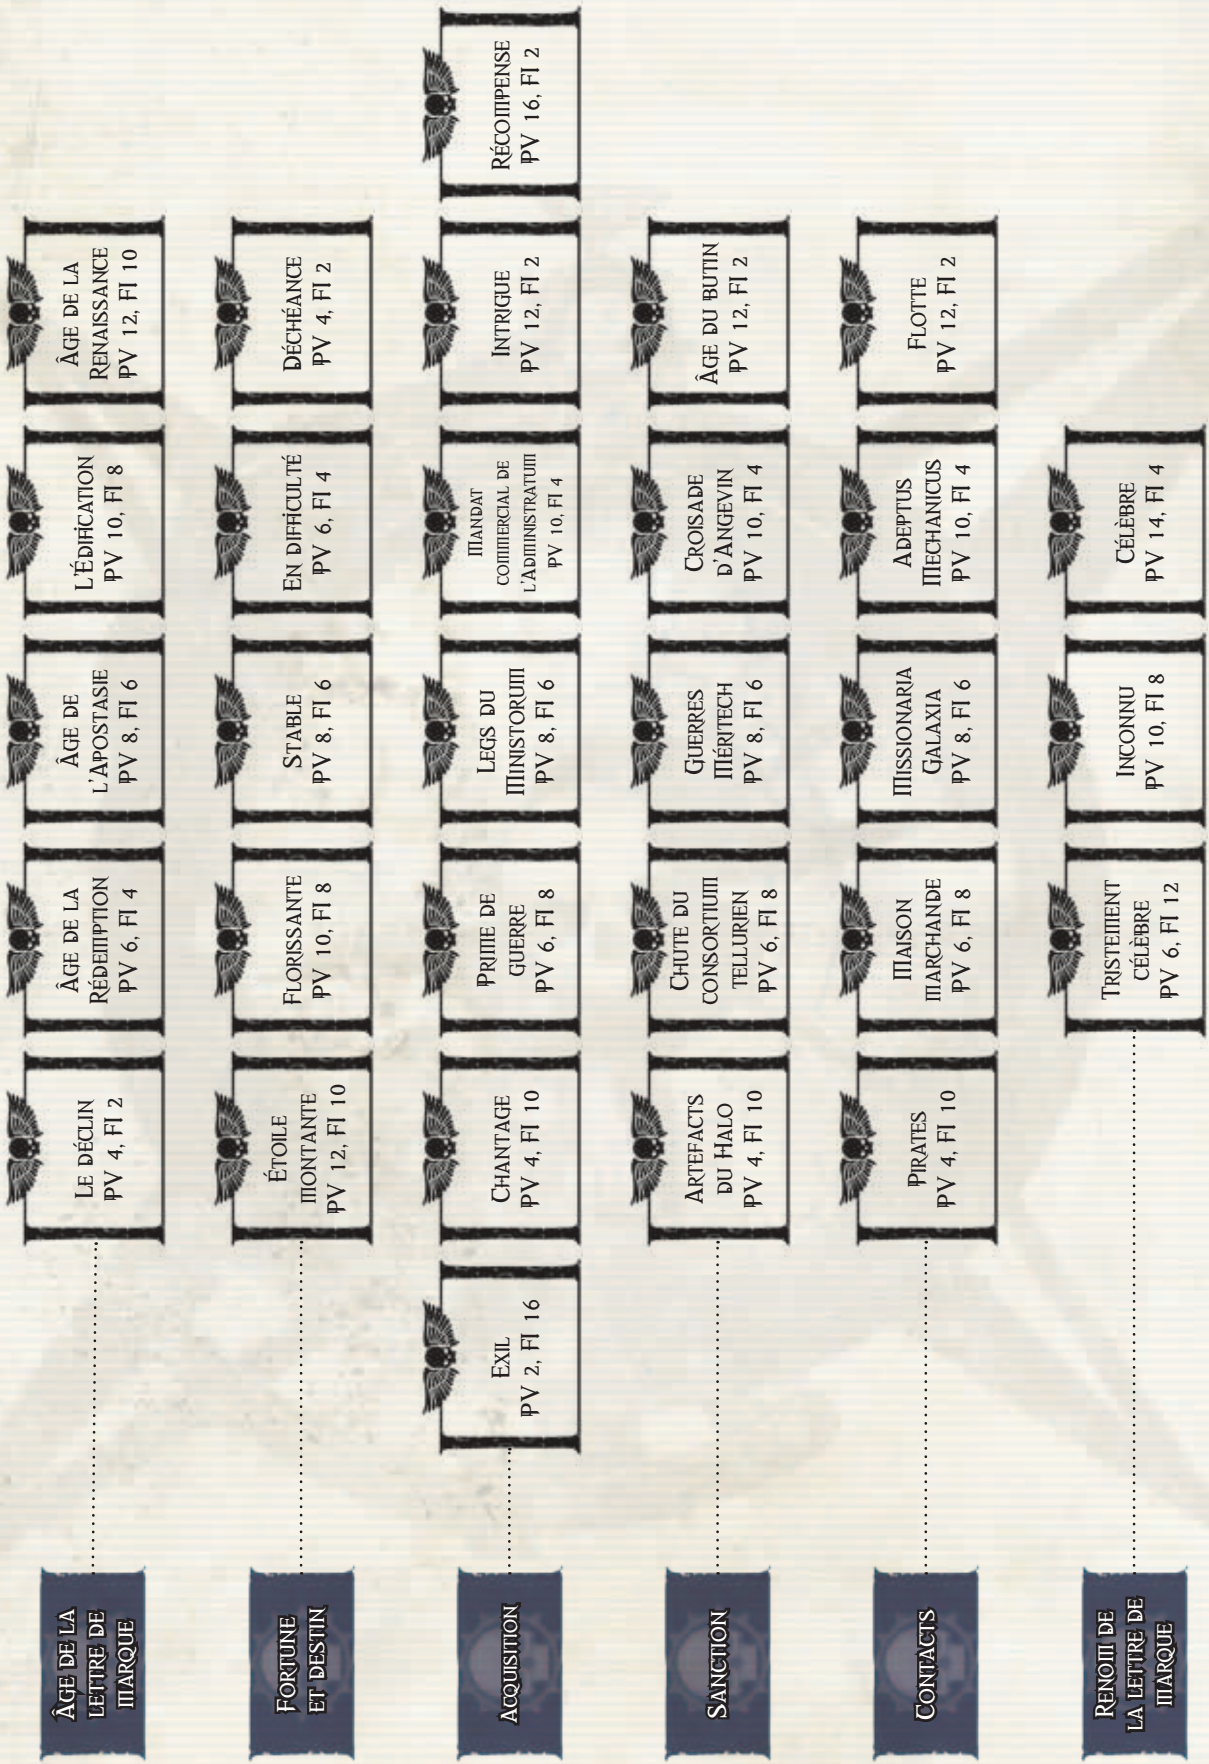 ÂGE DE LA
LETTRE DE
MARQUE
LE DÉCLIN
PV 4, FI 2
ÂGE DE LA
RÉDEMPTION
PV 6, FI 4
ÂGE DE
L'APOSTASIE
PV 8, FI 6
L'ÉDIFICATION
PV 10, FI 8
ÂGE DE LA
RENAISSANCE
PV 12, FI 10
FORTUNE
ET DESTIN
ÉTOILE
MONTANTE
PV 12, FI 10
FLORISSANTE
PV 10, FI 8
STABLE
PV 8, FI 6
EN DIFFICULTÉ
PV 6, FI 4
DÉCHÉANCE
PV 4, FI 2
ACQUISITION
EXIL
PV 2, FI 16
CHANTAGE
PV 4, FI 10
PRIME DE
GUERRE
PV 6, FI 8
LEGS DU
MINISTORUM
PV 8, FI 6
MANDAT
COMMERCIAL DE
L'ADMINISTRATUM
PV 10, FI 4
INTRIGUE
PV 12, FI 2
RÉCOMPENSE
PV 16, FI 2
SANCTION
ARTEFACTS
DU HALO
PV 4, FI 10
CHUTE DU
CONSORTIUM
TELLURIEN
PV 6, FI 8
GUERRES
MÉRITECH
PV 8, FI 6
CROISADE
D'ANGEVIN
PV 10, FI 4
ÂGE DU BUTIN
PV 12, FI 2
CONTACTS
PIRATES
PV 4, FI 10
MAISON
MARCHANDE
PV 6, FI 8
MISSIONARIA
GALAXIA
PV 8, FI 6
ADEPTUS
MECHANICUS
PV 10, FI 4
FLOTTE
PV 12, FI 2
RENOM DE
LA LETTRE DE
MARQUE
TRISTEMENT
CÉLÈBRE
PV 6, FI 12
INCONNU
PV 10, FI 8
CÉLÈBRE
PV 14, FI 4